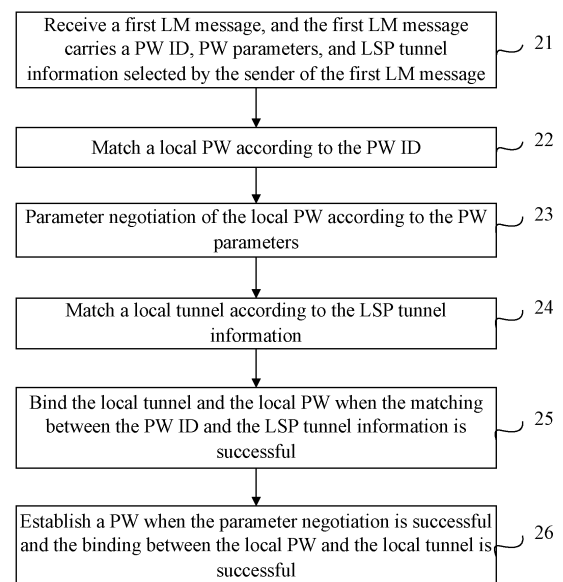 Receive a first LM message, and the first LM message
carries a PW ID, PW parameters, and LSP tunnel
information selected by the sender of the first LM message
21
Match a local PW according to the PW ID
22
Parameter negotiation of the local PW according to the PW
parameters
23
Match a local tunnel according to the LSP tunnel
information
24
Bind the local tunnel and the local PW when the matching
between the PW ID and the LSP tunnel information is
successful
25
Establish a PW when the parameter negotiation is successful
and the binding between the local PW and the local tunnel is
successful
26